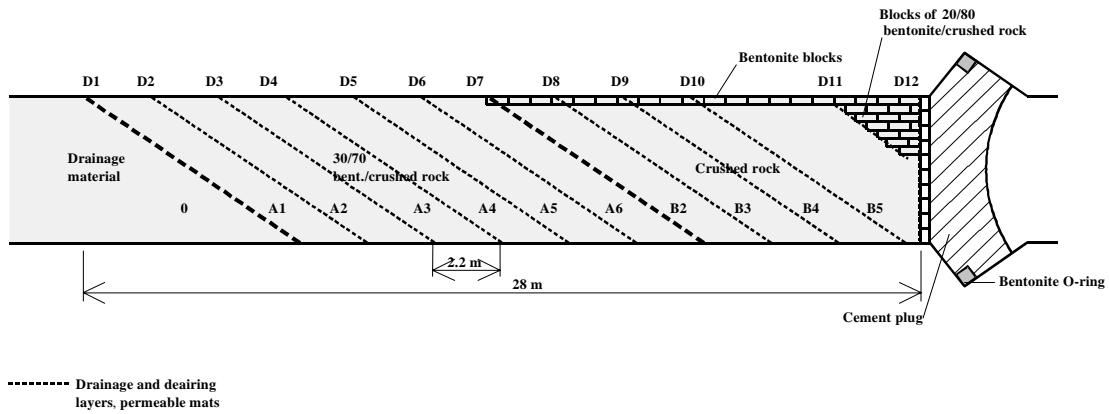 Blocks of 20/80
bentonite/crushed rock
Bentonite blocks
D1 D2 D3 D4 D5 D6 D7 D8 D9 D10 D11 D12
Drainage
material
30/70
bent./crushed rock
Crushed rock
0 A1 A2 A3 A4 A5 A6 B2 B3 B4 B5
2.2 m
28 m
Bentonite O-ring
Cement plug
Drainage and deairing
layers, permeable mats